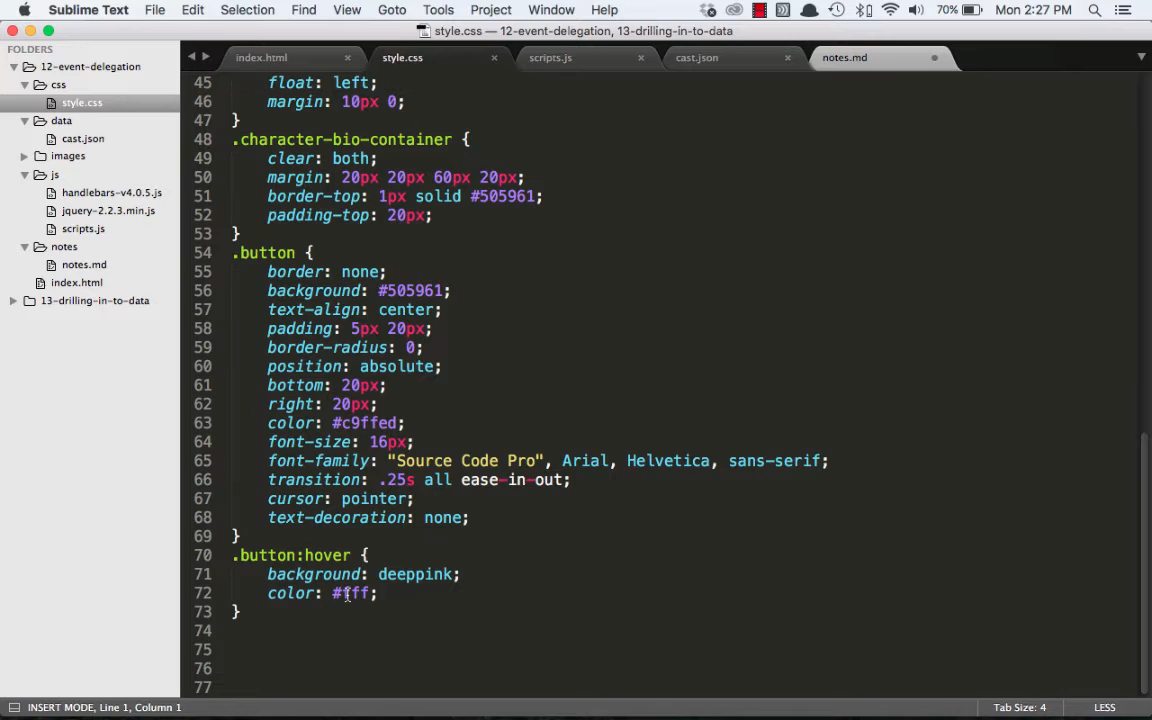 Sublime Text File Edit Selection Find View Goto Tools Project Window Help 70% Mon 2:27 PM
style.css — 12-event-delegation, 13-drilling-in-to-data
FOLDERS
12-event-delegation
css
style.css
data
cast.json
images
js
handlebars-v4.0.5.js
jquery-2.2.3.min.js
scripts.js
notes
notes.md
index.html
13-drilling-in-to-data
index.html × style.css × scripts.js × cast.json × notes.md
45 float: left;
46 margin: 10px 0;
47 }
48 .character-bio-container {
49 clear: both;
50 margin: 20px 20px 60px 20px;
51 border-top: 1px solid #505961;
52 padding-top: 20px;
53 }
54 .button {
55 border: none;
56 background: #505961;
57 text-align: center;
58 padding: 5px 20px;
59 border-radius: 0;
60 position: absolute;
61 bottom: 20px;
62 right: 20px;
63 color: #c9ffed;
64 font-size: 16px;
65 font-family: "Source Code Pro", Arial, Helvetica, sans-serif;
66 transition: .25s all ease-in-out;
67 cursor: pointer;
68 text-decoration: none;
69 }
70 .button:hover {
71 background: deeppink;
72 color: #fff;
73 }
74
75
76
77
INSERT MODE, Line 1, Column 1 Tab Size: 4 LESS